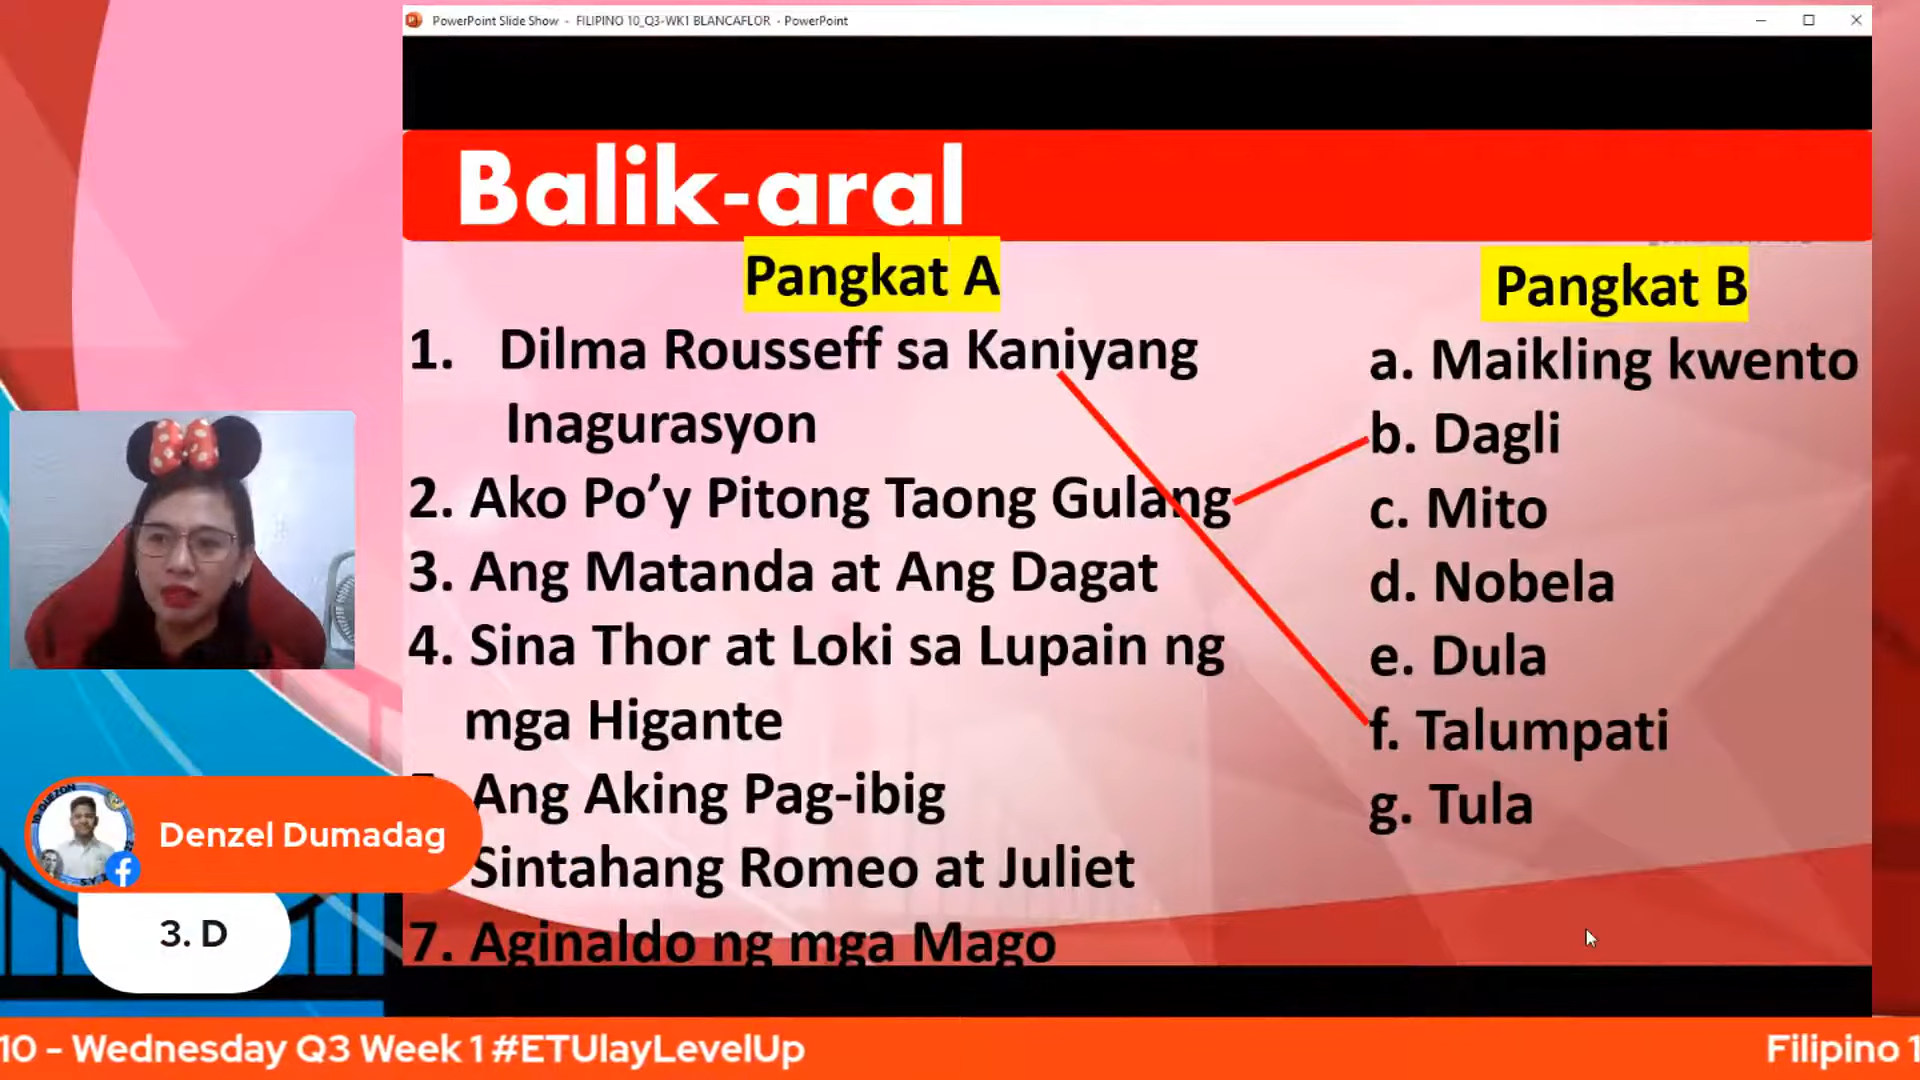 PowerPoint Slide Show - FILIPINO 10_Q3-WK1 BLANCAFLOR - PowerPoint
Balik-aral
Pangkat A
1. Dilma Rousseff sa Kaniyang
Inagurasyon
2. Ako Po’y Pitong Taong Gulang
3. Ang Matanda at Ang Dagat
4. Sina Thor at Loki sa Lupain ng
mga Higante
Ang Aking Pag-ibig
Sintahang Romeo at Juliet
7. Aginaldo ng mga Mago
Pangkat B
a. Maikling kwento
b. Dagli
c. Mito
d. Nobela
e. Dula
f. Talumpati
g. Tula
Denzel Dumadag
3. D
10 - Wednesday Q3 Week 1 #ETUlayLevelUp
Filipino 1